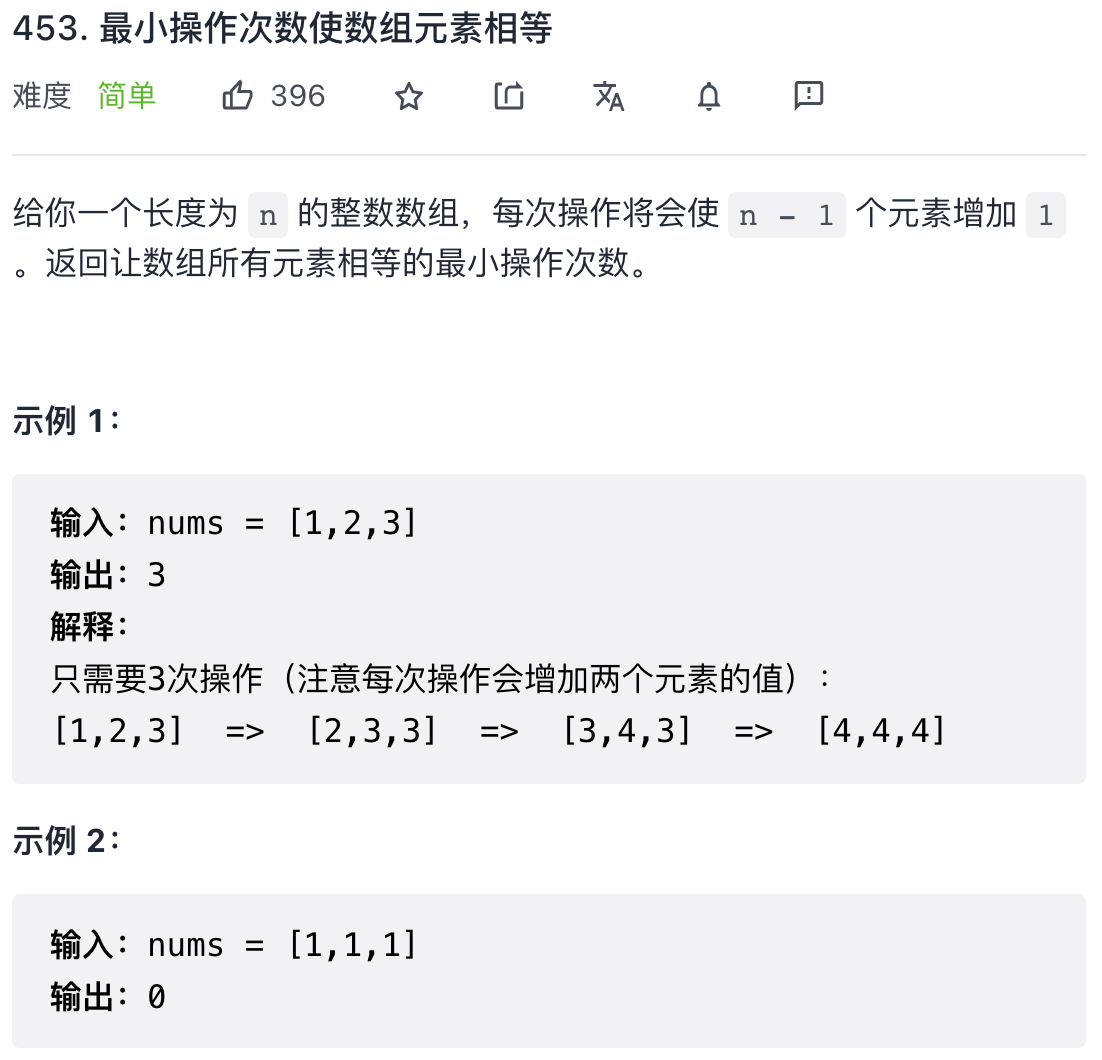 453. 最小操作次数使数组元素相等
难度 简单 396
给你一个长度为 n 的整数数组，每次操作将会使 n - 1 个元素增加 1
。返回让数组所有元素相等的最小操作次数。
示例 1：
输入：nums = [1,2,3]
输出：3
解释：
只需要3次操作（注意每次操作会增加两个元素的值）：
[1,2,3]  =>  [2,3,3]  =>  [3,4,3]  =>  [4,4,4]
示例 2：
输入：nums = [1,1,1]
输出：0